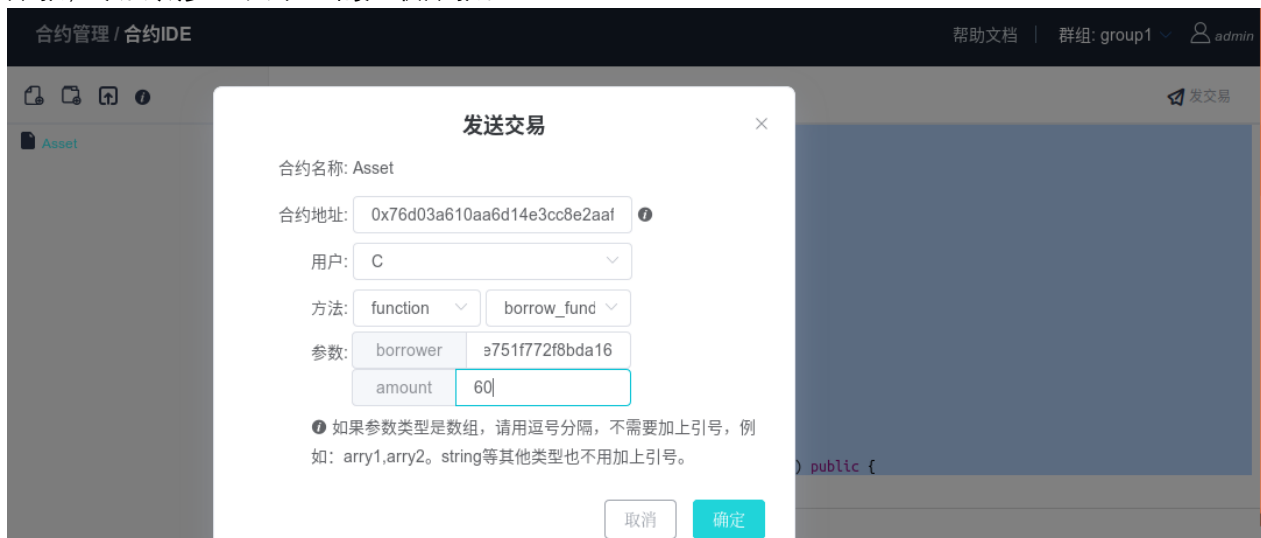 合约管理 / 合约IDE
帮助文档
群组: group1
admin
发交易
Asset
发送交易
合约名称: Asset
合约地址: 0x76d03a610aa6d14e3cc8e2aaf
用户: C
方法: function borrow_fund
参数: borrower e751f772f8bda16
amount 60
如果参数类型是数组，请用逗号分隔，不需要加上引号，例
如：arry1,arry2。string等其他类型也不用加上引号。
) public {
取消
确定